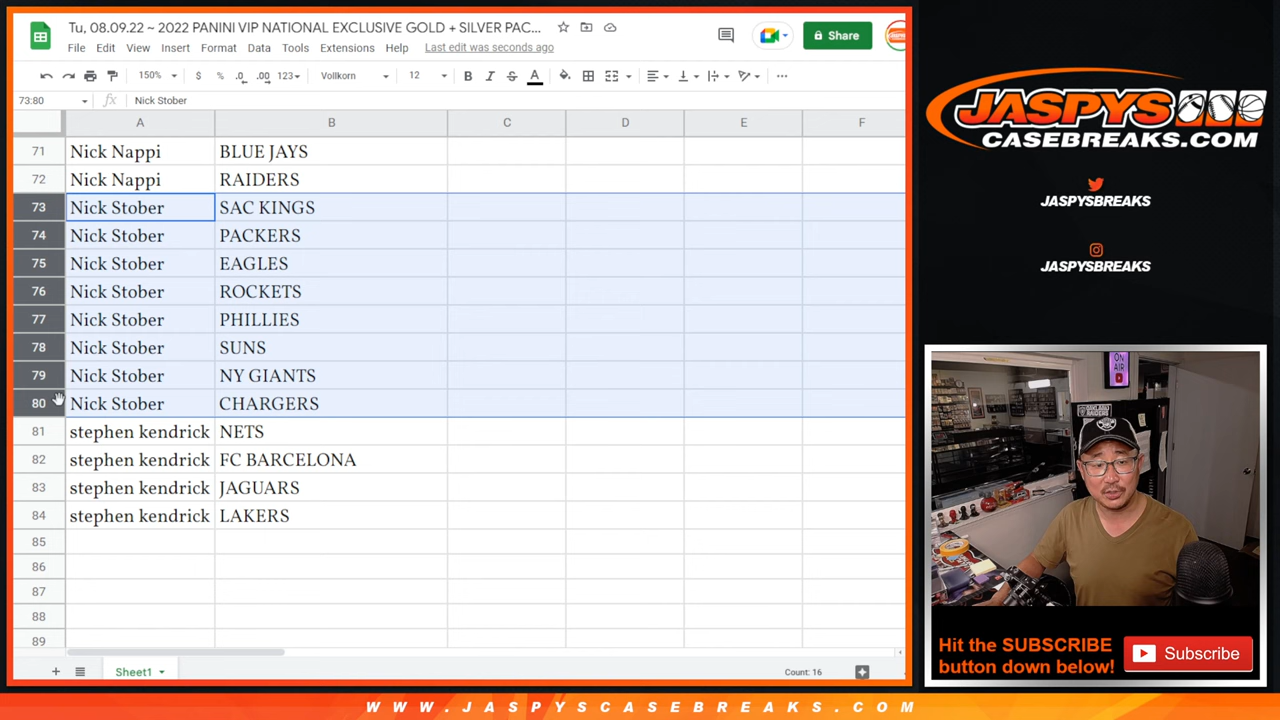 Tu, 08.09.22 ~ 2022 PANINI VIP NATIONAL EXCLUSIVE GOLD + SILVER PAC...
Share
File Edit View Insert Format Data Tools Extensions Help Last edit was seconds ago
150% $ % .0 .00 123 Vollkorn 12 B I S A
73:80 fx Nick Stober
A B C D E F
71 Nick Nappi BLUE JAYS
72 Nick Nappi RAIDERS
73 Nick Stober SAC KINGS
74 Nick Stober PACKERS
75 Nick Stober EAGLES
76 Nick Stober ROCKETS
77 Nick Stober PHILLIES
78 Nick Stober SUNS
79 Nick Stober NY GIANTS
80 Nick Stober CHARGERS
81 stephen kendrick NETS
82 stephen kendrick FC BARCELONA
83 stephen kendrick JAGUARS
84 stephen kendrick LAKERS
85
86
87
88
89
Sheet1
Count: 16
JASPYS
CASEBREAKS.COM
JASPYSBREAKS
JASPYSBREAKS
ON AIR
Hit the SUBSCRIBE
button down below!
Subscribe
WWW.JASPYSCASEBREAKS.COM